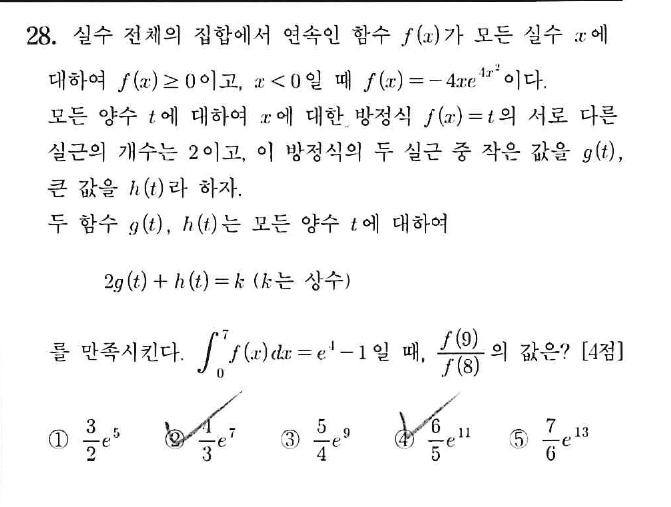 28. 실수 전체의 집합에서 연속인 함수 f(x)가 모든 실수 x에
대하여 f(x)≥0이고, x<0일 때 f(x)=-4xe^{4x^2}이다.
모든 양수 t에 대하여 x에 대한 방정식 f(x)=t의 서로 다른
실근의 개수는 2이고, 이 방정식의 두 실근 중 작은 값을 g(t),
큰 값을 h(t)라 하자.
두 함수 g(t), h(t)는 모든 양수 t에 대하여
2g(t)+h(t)=k (k는 상수)
를 만족시킨다. ∫_0^7 f(x)dx=e^4-1일 때, \frac{f(9)}{f(8)}의 값은? [4점]
① \frac{3}{2}e^5 ② \frac{4}{3}e^7 ③ \frac{5}{4}e^9 ④ \frac{6}{5}e^{11} ⑤ \frac{7}{6}e^{13}